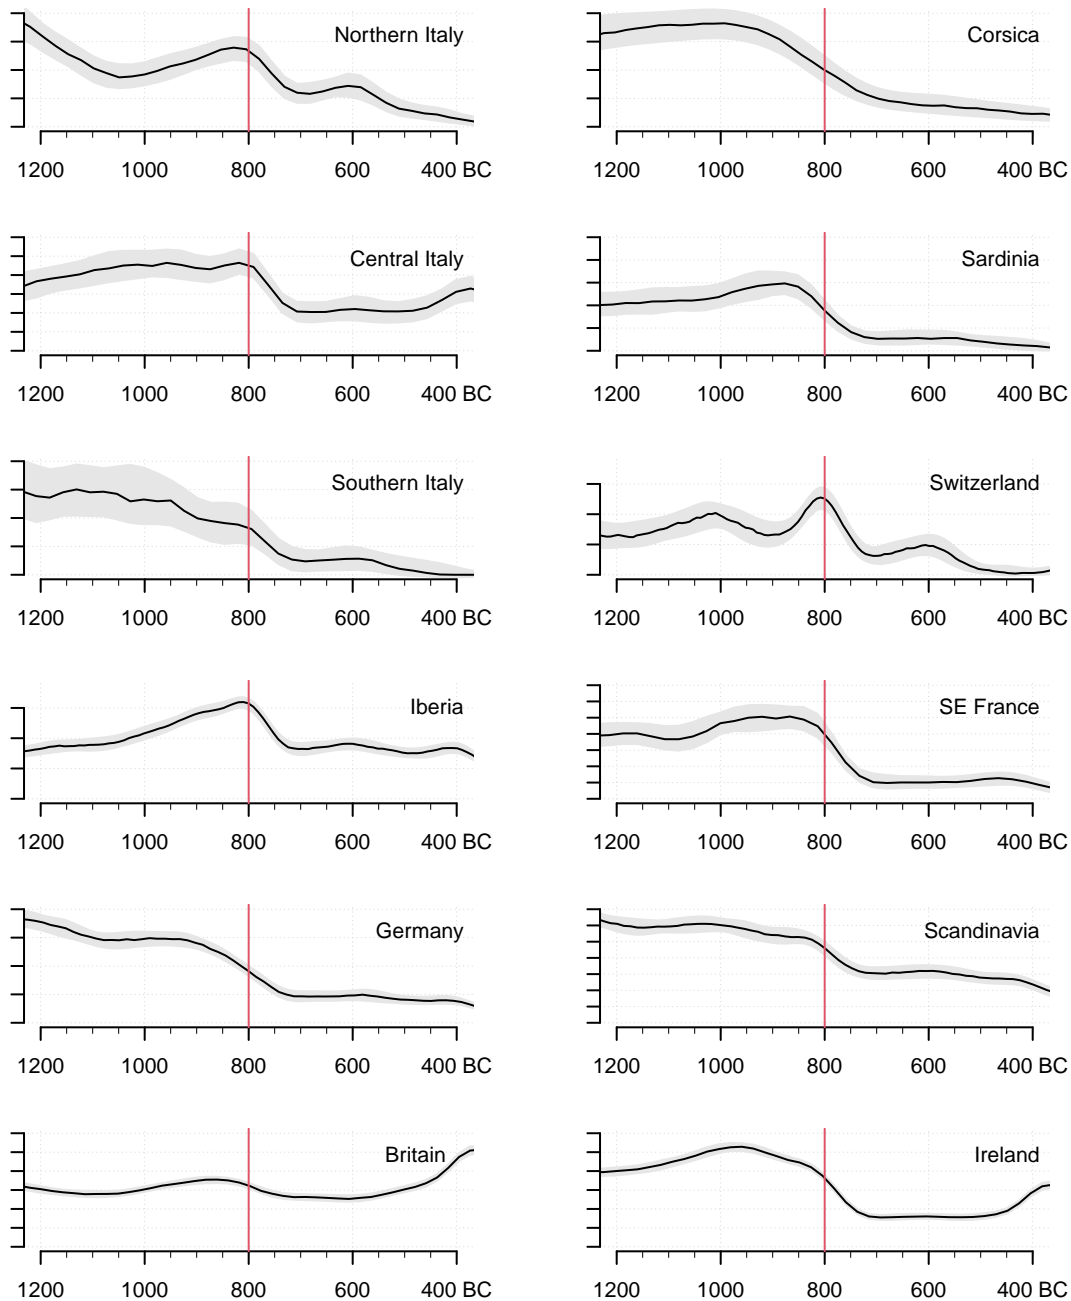 Northern Italy
1200 1000 800 600 400 BC
Corsica
1200 1000 800 600 400 BC
Central Italy
1200 1000 800 600 400 BC
Sardinia
1200 1000 800 600 400 BC
Southern Italy
1200 1000 800 600 400 BC
Switzerland
1200 1000 800 600 400 BC
Iberia
1200 1000 800 600 400 BC
SE France
1200 1000 800 600 400 BC
Germany
1200 1000 800 600 400 BC
Scandinavia
1200 1000 800 600 400 BC
Britain
1200 1000 800 600 400 BC
Ireland
1200 1000 800 600 400 BC